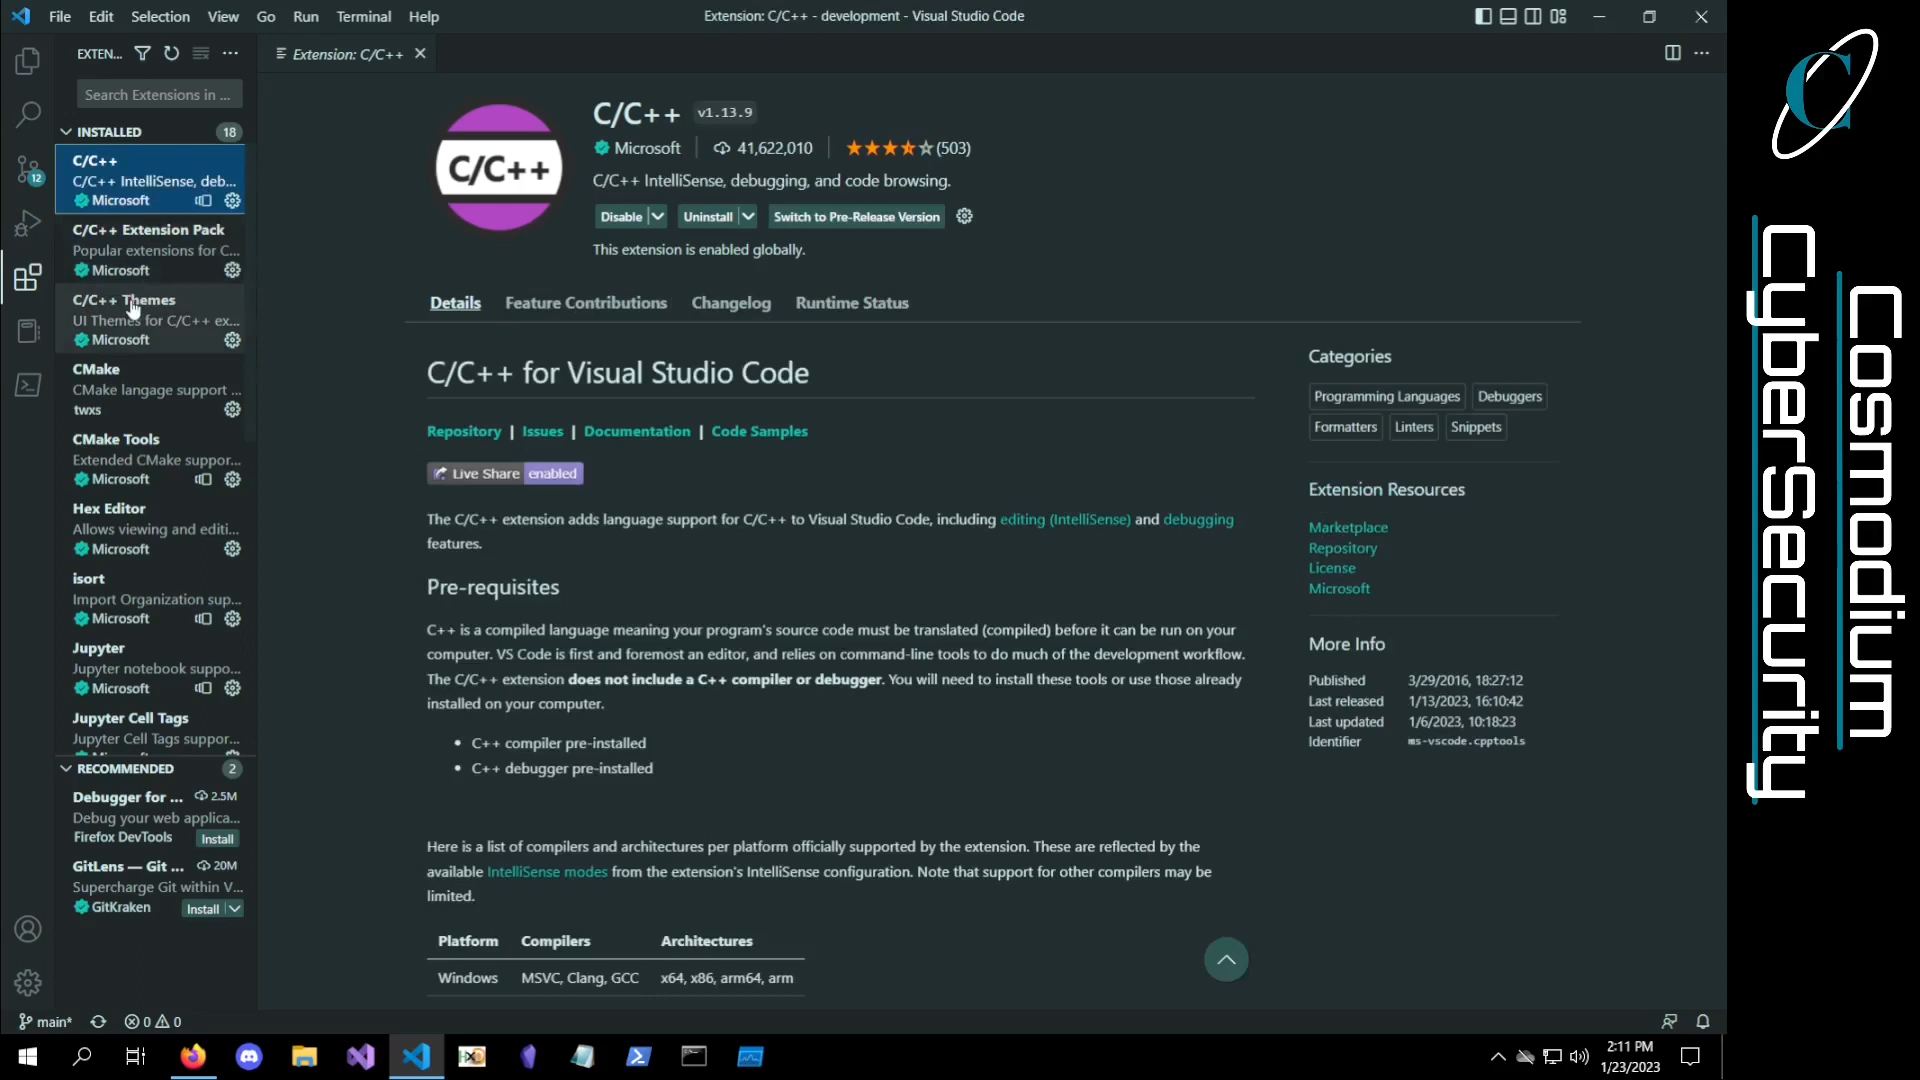 File Edit Selection View Go Run Terminal Help
Extension: C/C++ - development - Visual Studio Code
EXTEN...
Extension: C/C++
Search Extensions in ...
INSTALLED 18
C/C++
C/C++ IntelliSense, deb...
Microsoft
C/C++ Extension Pack
Popular extensions for C...
Microsoft
C/C++ Themes
UI Themes for C/C++ ex...
Microsoft
CMake
CMake langage support ...
twxs
CMake Tools
Extended CMake suppor...
Microsoft
Hex Editor
Allows viewing and editi...
Microsoft
isort
Import Organization sup...
Microsoft
Jupyter
Jupyter notebook suppo...
Microsoft
Jupyter Cell Tags
Jupyter Cell Tags suppor...
RECOMMENDED 2
Debugger for ... 2.5M
Debug your web applica...
Firefox DevTools Install
GitLens — Git ... 20M
Supercharge Git within V...
GitKraken Install
12
C/C++
C/C++ v1.13.9
Microsoft 41,622,010 (503)
C/C++ IntelliSense, debugging, and code browsing.
Disable Uninstall Switch to Pre-Release Version
This extension is enabled globally.
Details Feature Contributions Changelog Runtime Status
C/C++ for Visual Studio Code
Repository | Issues | Documentation | Code Samples
Live Share enabled
The C/C++ extension adds language support for C/C++ to Visual Studio Code, including editing (IntelliSense) and debugging
features.
Pre-requisites
C++ is a compiled language meaning your program's source code must be translated (compiled) before it can be run on your
computer. VS Code is first and foremost an editor, and relies on command-line tools to do much of the development workflow.
The C/C++ extension does not include a C++ compiler or debugger. You will need to install these tools or use those already
installed on your computer.
• C++ compiler pre-installed
• C++ debugger pre-installed
Here is a list of compilers and architectures per platform officially supported by the extension. These are reflected by the
available IntelliSense modes from the extension's IntelliSense configuration. Note that support for other compilers may be
limited.
Platform Compilers Architectures
Windows MSVC, Clang, GCC x64, x86, arm64, arm
Categories
Programming Languages Debuggers
Formatters Linters Snippets
Extension Resources
Marketplace
Repository
License
Microsoft
More Info
Published 3/29/2016, 18:27:12
Last released 1/13/2023, 16:10:42
Last updated 1/6/2023, 10:18:23
Identifier ms-vscode.cpptools
main* 0 0
2:11 PM
1/23/2023
C
Cosmodium
CyberSecurity